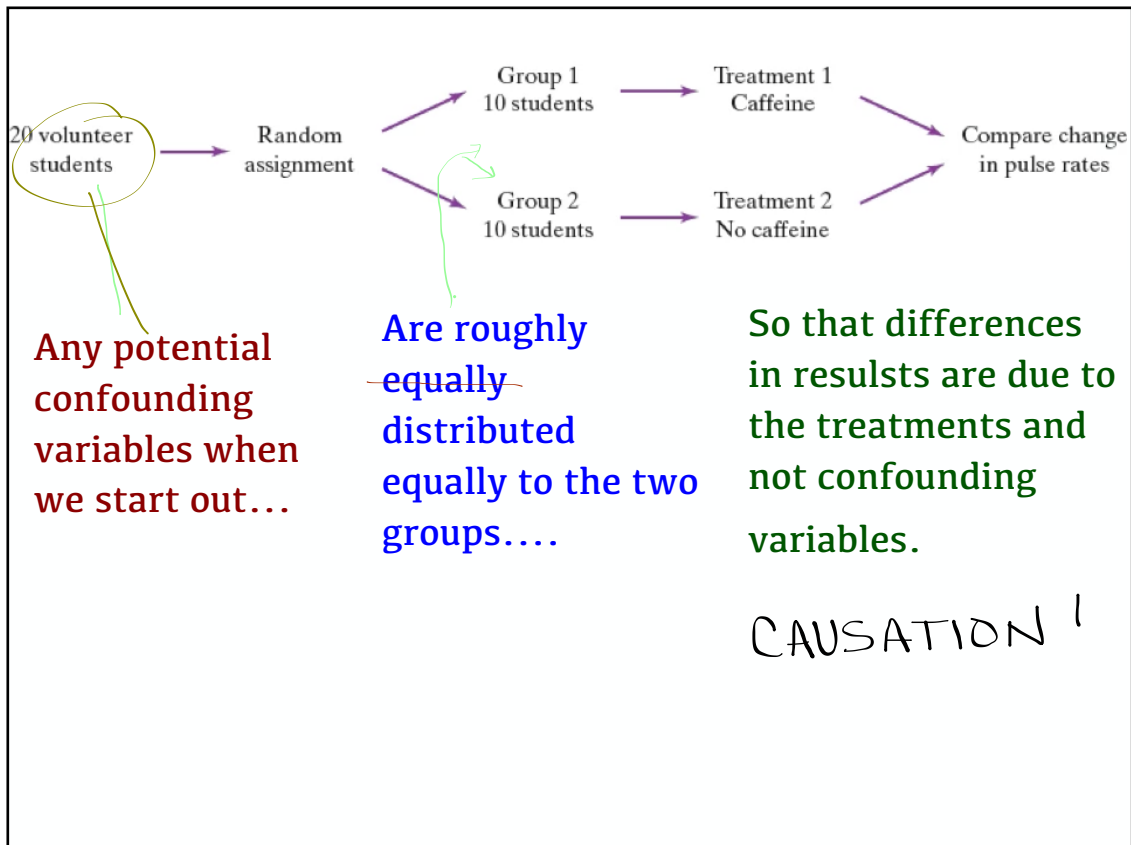 20 volunteer
students
Random
assignment
Group 1
10 students
Treatment 1
Caffeine
Group 2
10 students
Treatment 2
No caffeine
Compare change
in pulse rates
Any potential
confounding
variables when
we start out...
Are roughly
equally
distributed
equally to the two
groups....
So that differences
in resulsts are due to
the treatments and
not confounding
variables.
CAUSATION !